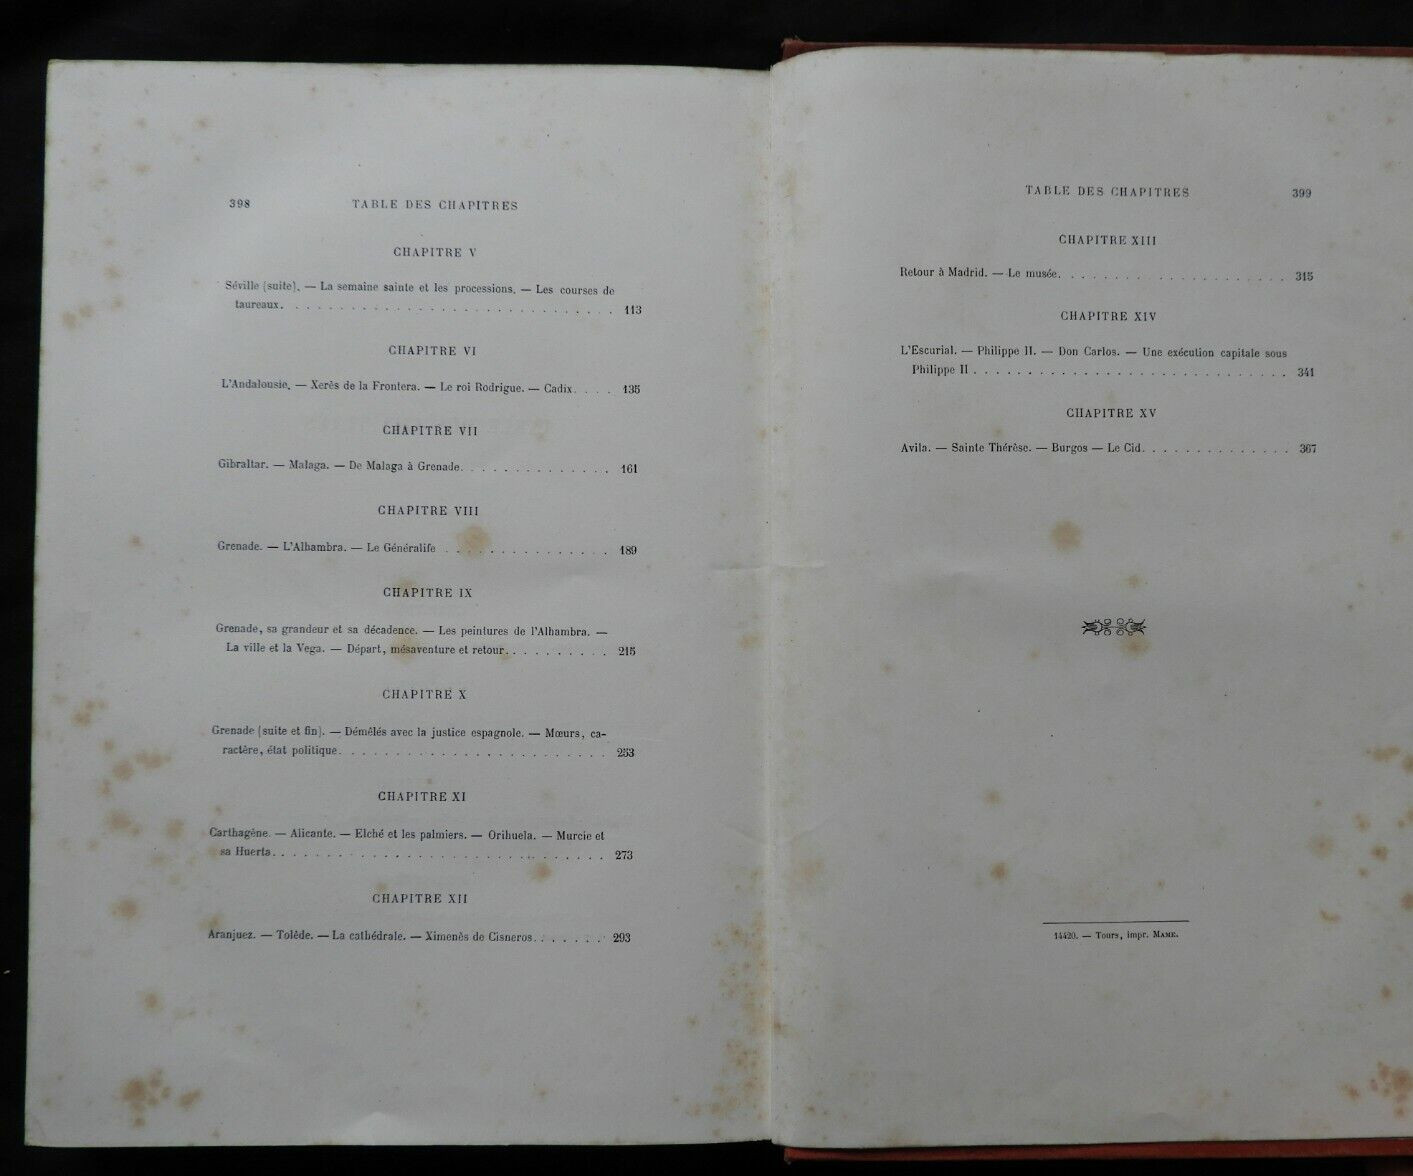 398 TABLE DES CHAPITRES
CHAPITRE V
Séville (suite). — La semaine sainte et les processions. — Les courses de
taureaux. . . . . . . . . . . . . . . . . . . . . . . . . . . . 113
CHAPITRE VI
L'Andalousie. — Xerès de la Frontera. — Le roi Rodrigue. — Cadix. . . . 135
CHAPITRE VII
Gibraltar. — Malaga. — De Malaga à Grenade. . . . . . . . . . . . . 161
CHAPITRE VIII
Grenade. — L'Alhambra. — Le Généralife . . . . . . . . . . . . . . . 189
CHAPITRE IX
Grenade, sa grandeur et sa décadence. — Les peintures de l'Alhambra. —
La ville et la Vega. — Départ, mésaventure et retour. . . . . . . . . . 215
CHAPITRE X
Grenade (suite et fin). — Démêlés avec la justice espagnole. — Mœurs, ca-
ractère, état politique. . . . . . . . . . . . . . . . . . . . . . . . 253
CHAPITRE XI
Carthagène. — Alicante. — Elché et les palmiers. — Orihuela. — Murcie et
sa Huerta. . . . . . . . . . . . . . . . . . . . . . . . . . . . . 273
CHAPITRE XII
Aranjuez. — Tolède. — La cathédrale. — Ximenès de Cisneros. . . . . . . 293
TABLE DES CHAPITRES 399
CHAPITRE XIII
Retour à Madrid. — Le musée. . . . . . . . . . . . . . . . . . . . 315
CHAPITRE XIV
L'Escurial. — Philippe II. — Don Carlos. — Une exécution capitale sous
Philippe II . . . . . . . . . . . . . . . . . . . . . . . . . . . . 341
CHAPITRE XV
Avila. — Sainte Thérèse. — Burgos — Le Cid. . . . . . . . . . . . . . 367
14420. — Tours, impr. MAME.